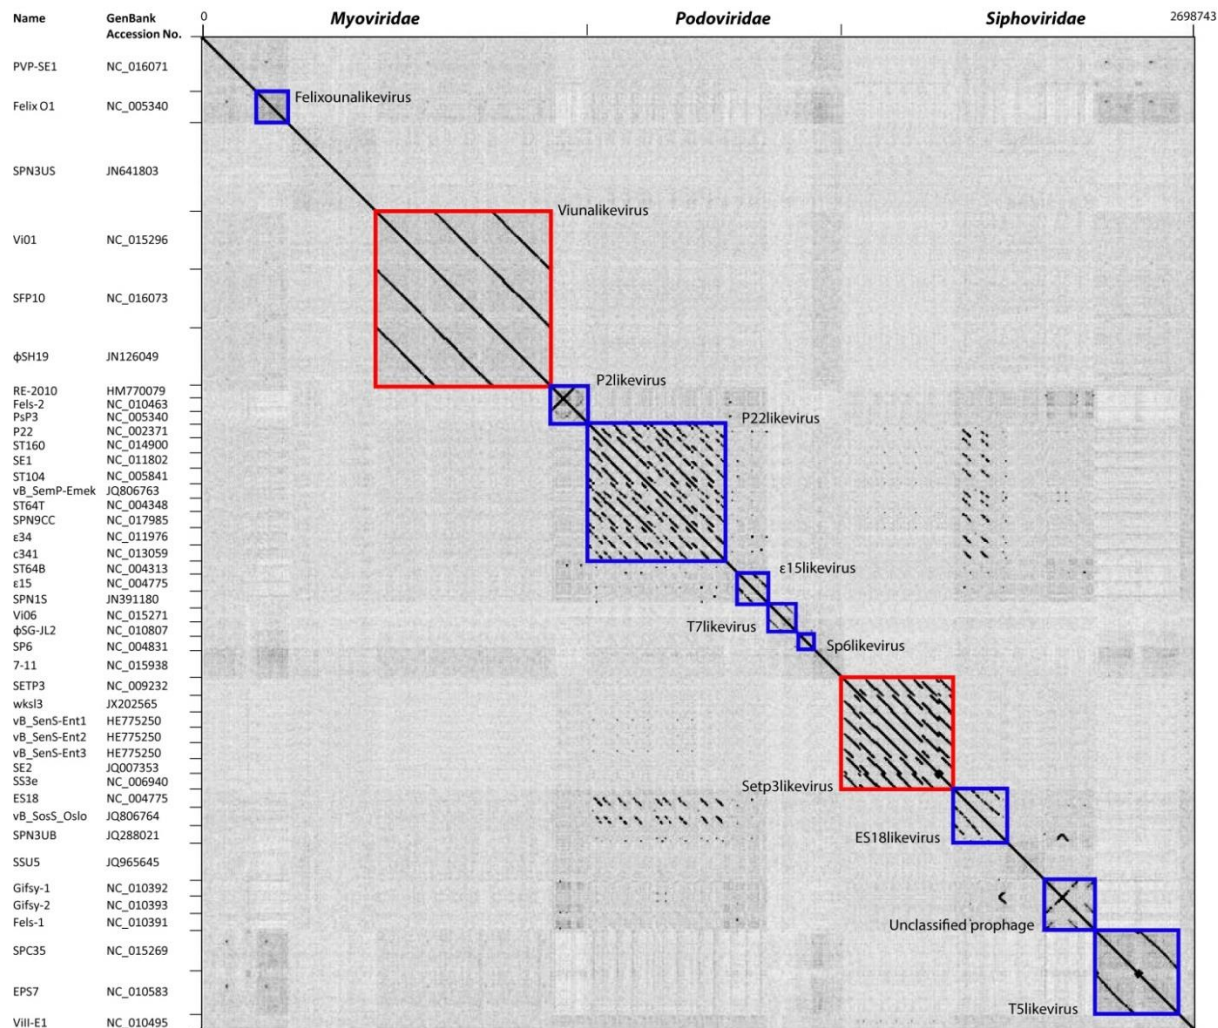 Name GenBank Accession No. 0 Myoviridae Podoviridae Siphoviridae 2698743
PVP-SE1 NC_016071
Felixounalikevirus
Felix O1 NC_005340
SPN3US JN641803
Viunalikevirus
Vi01 NC_015296
SFP10 NC_016073
ϕSH19 JN126049
P2likevirus
RE-2010 HM770079
Fels-2 NC_010463
PsP3 NC_005340
P22likevirus
P22 NC_002371
ST160 NC_014900
SE1 NC_011802
ST104 NC_005841
vB_SemP-Emek JQ806763
ST64T NC_004348
SPN9CC NC_017985
ε34 NC_011976
c341 NC_013059
ST64B NC_004313
ε15likevirus
ε15 NC_004775
SPN1S JN391180
Vi06 NC_015271
T7likevirus
ϕSG-JL2 NC_010807
SP6 NC_004831
Sp6likevirus
7-11 NC_015938
SETP3 NC_009232
wksl3 JX202565
vB_SenS-Ent1 HE775250
vB_SenS-Ent2 HE775250
vB_SenS-Ent3 HE775250
SE2 JQ007353
SS3e NC_006940
Setp3likevirus
ES18 NC_004775
vB_SosS_Oslo JQ806764
SPN3UB JQ288021
ES18likevirus
SSU5 JQ965645
Gifsy-1 NC_010392
Gifsy-2 NC_010393
Fels-1 NC_010391
Unclassified prophage
SPC35 NC_015269
EPS7 NC_010583
T5likevirus
ViII-E1 NC_010495